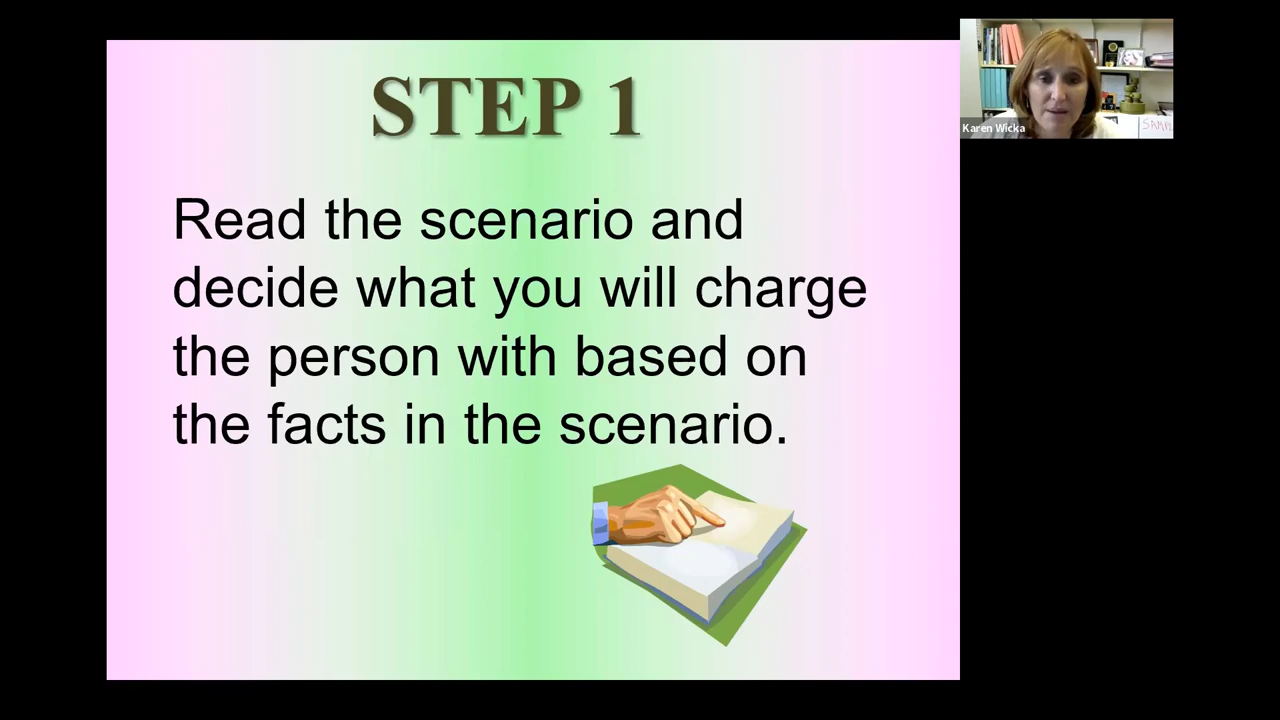 STEP 1
Read the scenario and
decide what you will charge
the person with based on
the facts in the scenario.
Karen Wicka